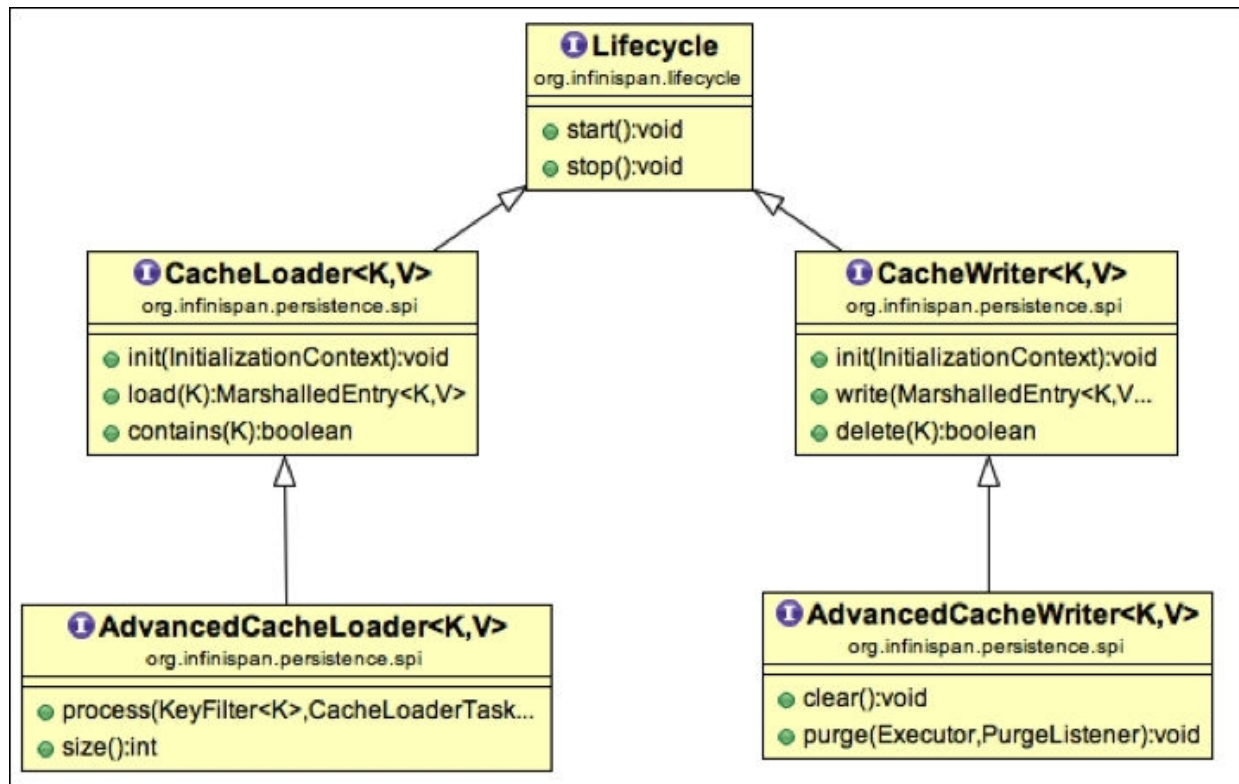 Lifecycle
org.infinispan.lifecycle
start():void
stop():void
CacheLoader<K,V>
org.infinispan.persistence.spi
init(InitializationContext):void
load(K):MarshalledEntry<K,V>
contains(K):boolean
CacheWriter<K,V>
org.infinispan.persistence.spi
init(InitializationContext):void
write(MarshalledEntry<K,V...
delete(K):boolean
AdvancedCacheLoader<K,V>
org.infinispan.persistence.spi
process(KeyFilter<K>,CacheLoaderTask...
size():int
AdvancedCacheWriter<K,V>
org.infinispan.persistence.spi
clear():void
purge(Executor,PurgeListener):void